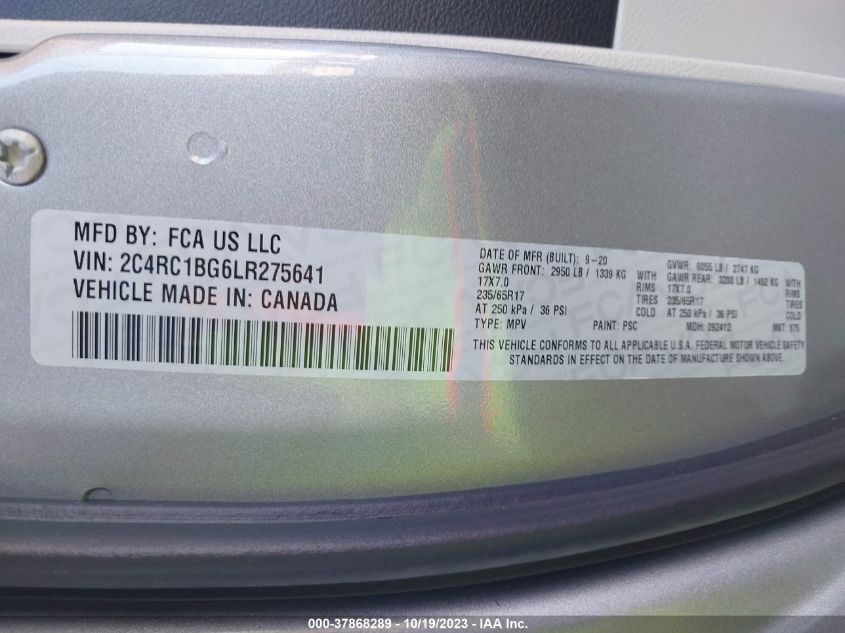 MFD BY: FCA US LLC
VIN: 2C4RC1BG6LR275641
VEHICLE MADE IN: CANADA
DATE OF MFR (BUILT): 9-20 GVWR: 6055 LB / 2747 KG
GAWR FRONT: 2950 LB / 1339 KG WITH GAWR REAR: 3200 LB / 1452 KG WITH
17X7.0 RIMS 17X7.0 RIMS
235/65R17 TIRES 235/65R17 TIRES
AT 250 kPa / 36 PSI COLD AT 250 kPa / 36 PSI COLD
TYPE: MPV PAINT: PSC MDH: 092412 MKT:
THIS VEHICLE CONFORMS TO ALL APPLICABLE U.S.A. FEDERAL MOTOR VEHICLE SAFETY
STANDARDS IN EFFECT ON THE DATE OF MANUFACTURE SHOWN ABOVE.
000-37868289 - 10/19/2023 - IAA Inc.